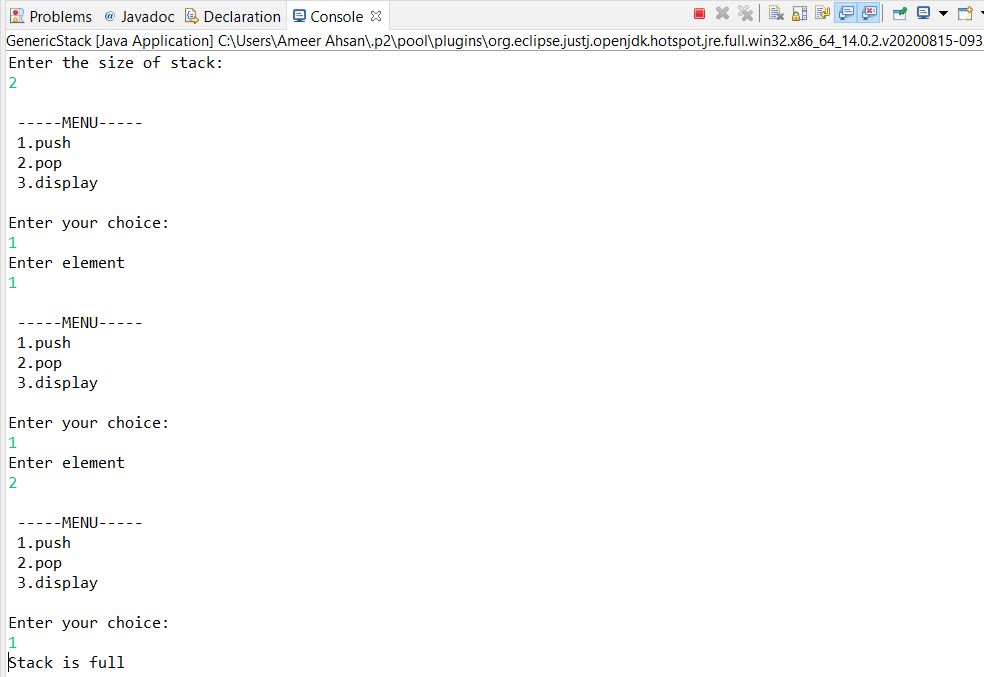 Problems @ Javadoc Declaration Console
GenericStack [Java Application] C:\Users\Ameer Ahsan\.p2\pool\plugins\org.eclipse.justj.openjdk.hotspot.jre.full.win32.x86_64_14.0.2.v20200815-093
Enter the size of stack:
2
-----MENU-----
1.push
2.pop
3.display
Enter your choice:
1
Enter element
1
-----MENU-----
1.push
2.pop
3.display
Enter your choice:
1
Enter element
2
-----MENU-----
1.push
2.pop
3.display
Enter your choice:
1
Stack is full